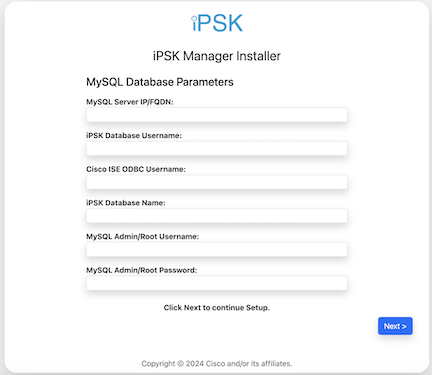 iPSK
iPSK Manager Installer
MySQL Database Parameters
MySQL Server IP/FQDN:
iPSK Database Username:
Cisco ISE ODBC Username:
iPSK Database Name:
MySQL Admin/Root Username:
MySQL Admin/Root Password:
Click Next to continue Setup.
Next >
Copyright © 2024 Cisco and/or its affiliates.